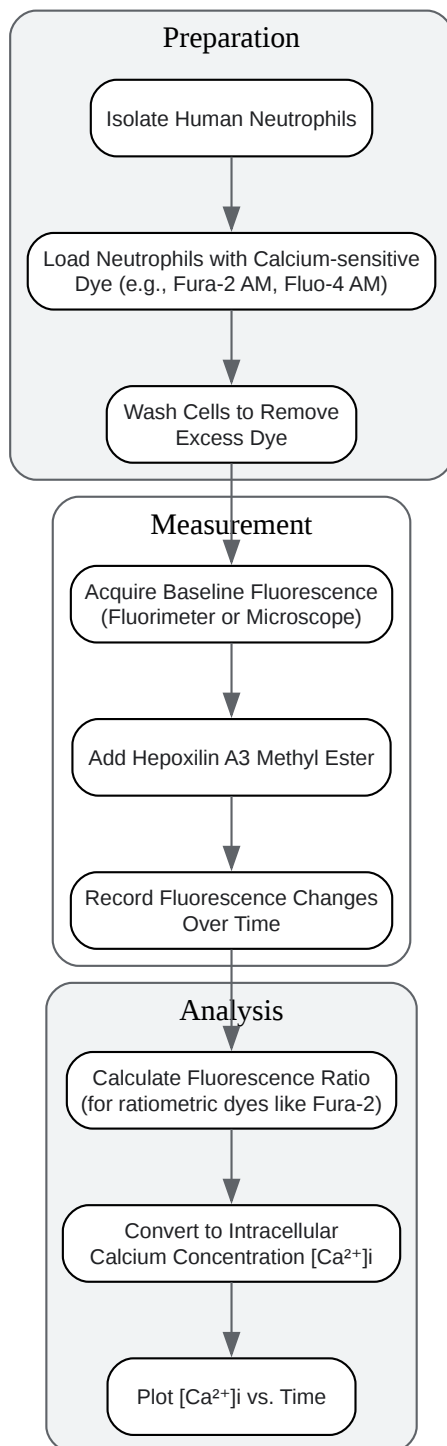 Preparation
Isolate Human Neutrophils
Load Neutrophils with Calcium-sensitive
Dye (e.g., Fura-2 AM, Fluo-4 AM)
Wash Cells to Remove
Excess Dye
Measurement
Acquire Baseline Fluorescence
(Fluorimeter or Microscope)
Add Hepoxilin A3 Methyl Ester
Record Fluorescence Changes
Over Time
Analysis
Calculate Fluorescence Ratio
(for ratiometric dyes like Fura-2)
Convert to Intracellular
Calcium Concentration [Ca²⁺]i
Plot [Ca²⁺]i vs. Time